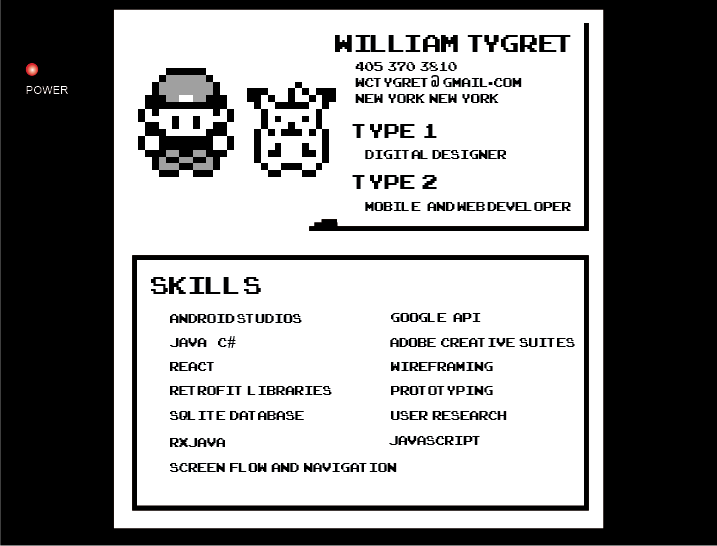 POWER
WILLIAM TYGRET
405 370 3810
WCTYGRET@GMAIL.COM
NEW YORK NEW YORK
TYPE 1
DIGITAL DESIGNER
TYPE 2
MOBILE AND WEB DEVELOPER
SKILLS
ANDROID STUDIOS
GOOGLE API
JAVA C#
ADOBE CREATIVE SUITES
REACT
WIREFRAMING
RETROFIT LIBRARIES
PROTOTYPING
SQLITE DATABASE
USER RESEARCH
RXJAVA
JAVASCRIPT
SCREEN FLOW AND NAVIGATION